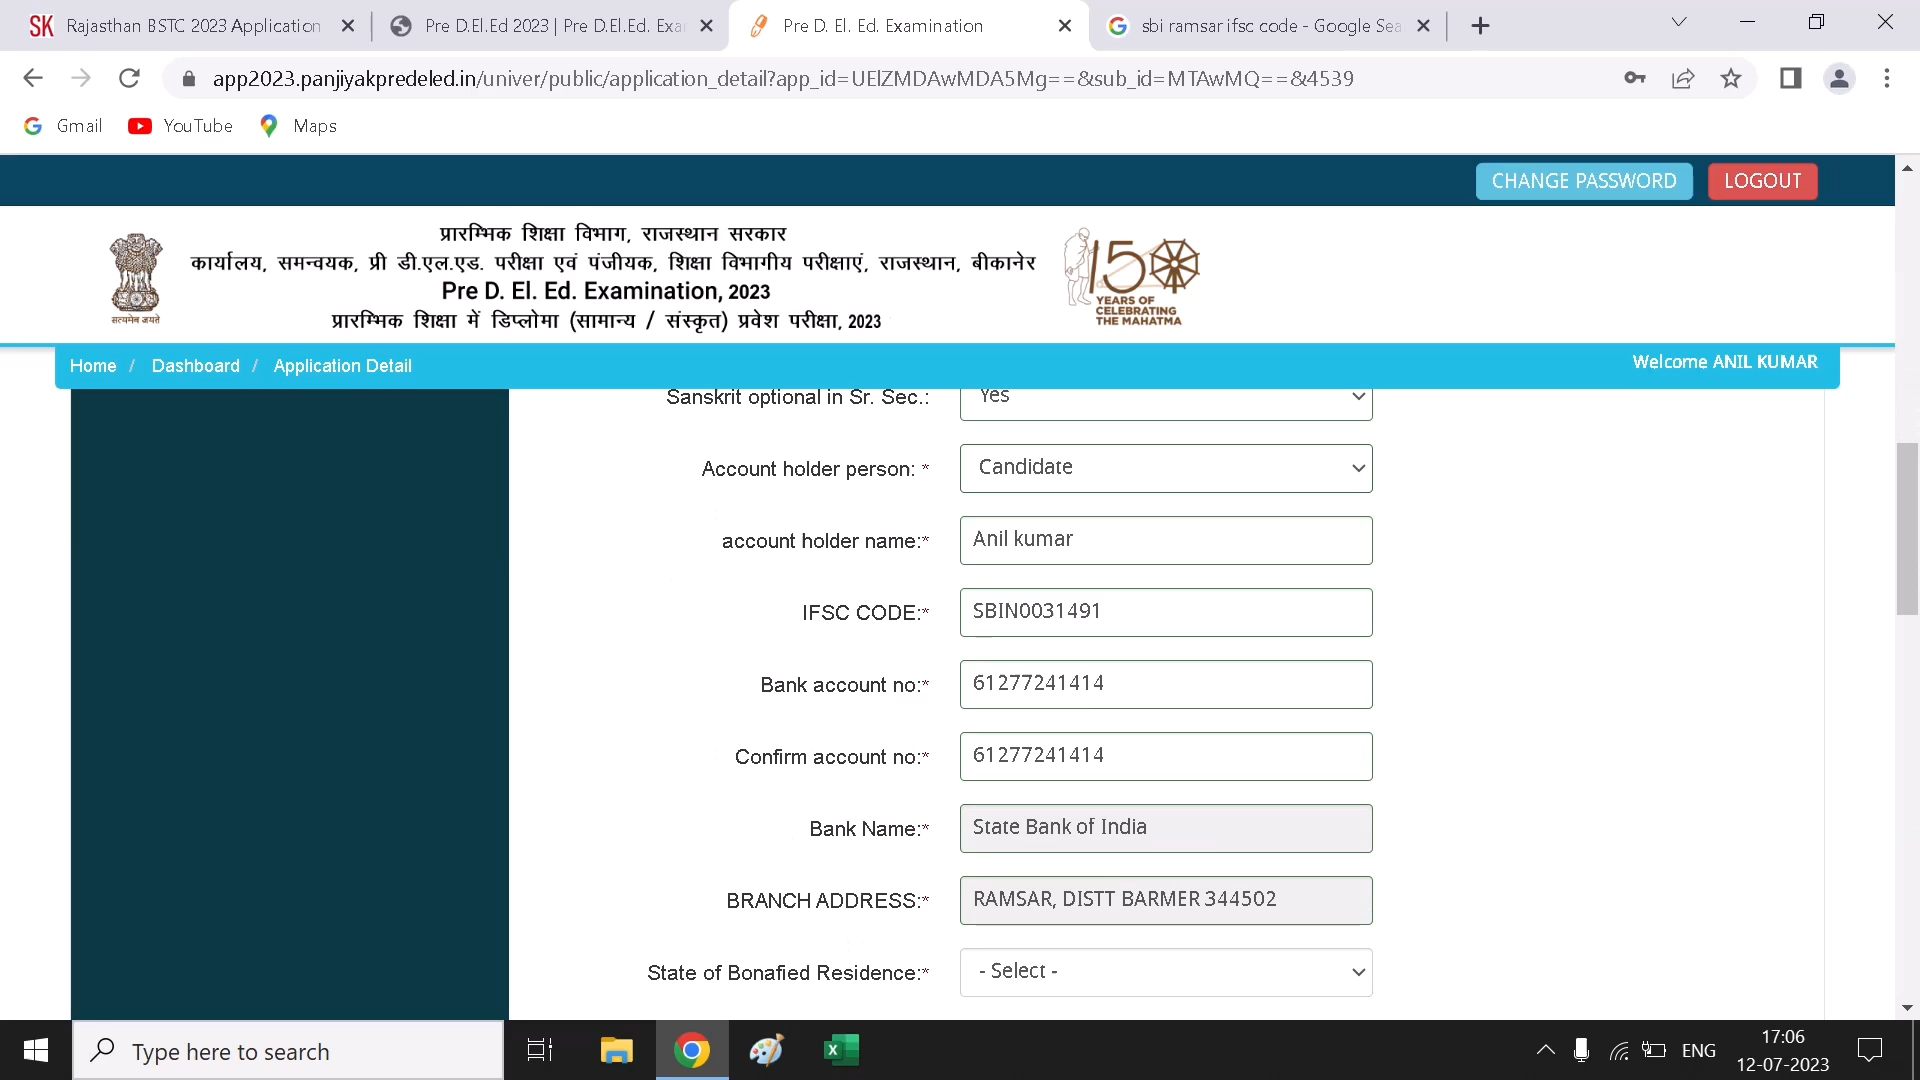 Rajasthan BSTC 2023 Application
Pre D.El.Ed 2023 | Pre D.El.Ed. Exa
Pre D. El. Ed. Examination
sbi ramsar ifsc code - Google Sea
app2023.panjiyakpredeled.in/univer/public/application_detail?app_id=UElZMDAwMDA5Mg==&sub_id=MTAwMQ==&4539
Gmail
YouTube
Maps
CHANGE PASSWORD
LOGOUT
प्रारम्भिक शिक्षा विभाग, राजस्थान सरकार
कार्यालय, समन्वयक, प्री डी.एल.एड. परीक्षा एवं पंजीयक, शिक्षा विभागीय परीक्षाएं, राजस्थान, बीकानेर
Pre D. El. Ed. Examination, 2023
प्रारम्भिक शिक्षा में डिप्लोमा (सामान्य / संस्कृत) प्रवेश परीक्षा, 2023
सत्यमेव जयते
150
YEARS OF
CELEBRATING
THE MAHATMA
Home / Dashboard / Application Detail
Welcome ANIL KUMAR
Sanskrit optional in Sr. Sec.: Yes
Account holder person: * Candidate
account holder name:* Anil kumar
IFSC CODE:* SBIN0031491
Bank account no:* 61277241414
Confirm account no:* 61277241414
Bank Name:* State Bank of India
BRANCH ADDRESS:* RAMSAR, DISTT BARMER 344502
State of Bonafied Residence:* - Select -
Type here to search
ENG
17:06
12-07-2023